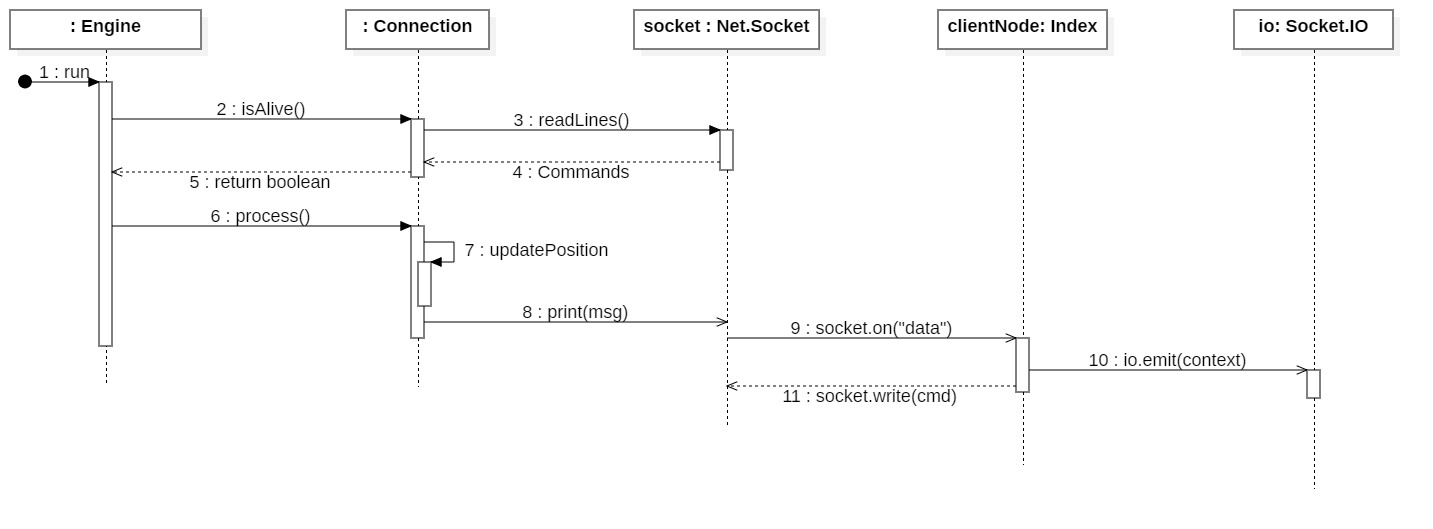 : Engine
: Connection
socket : Net.Socket
clientNode: Index
io: Socket.IO
1 : run
2 : isAlive()
3 : readLines()
4 : Commands
5 : return boolean
6 : process()
7 : updatePosition
8 : print(msg)
9 : socket.on("data")
10 : io.emit(context)
11 : socket.write(cmd)